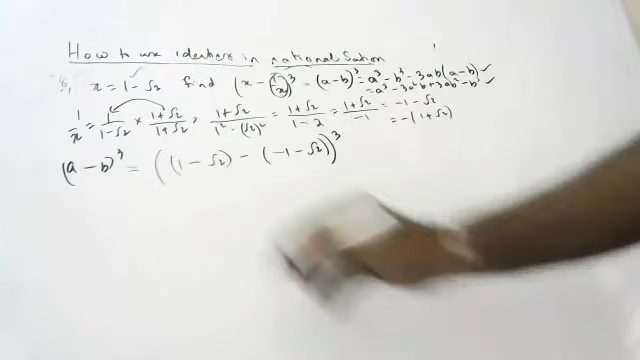 How to use identities in rationalisation
x = 1 - √2 find (x - 1/x)³ = (a - b)³ = a³ - b³ - 3ab(a - b) ✓
= a³ - 3a²b + 3ab² - b³ ✓
1/x = 1/(1 - √2) × (1 + √2)/(1 + √2), (1 + √2)/(1² - (√2)²) = (1 + √2)/(1 - 2) = (1 + √2)/-1 = -1 - √2
= -(1 + √2)
(a - b)³ = ((1 - √2) - (-1 - √2))³